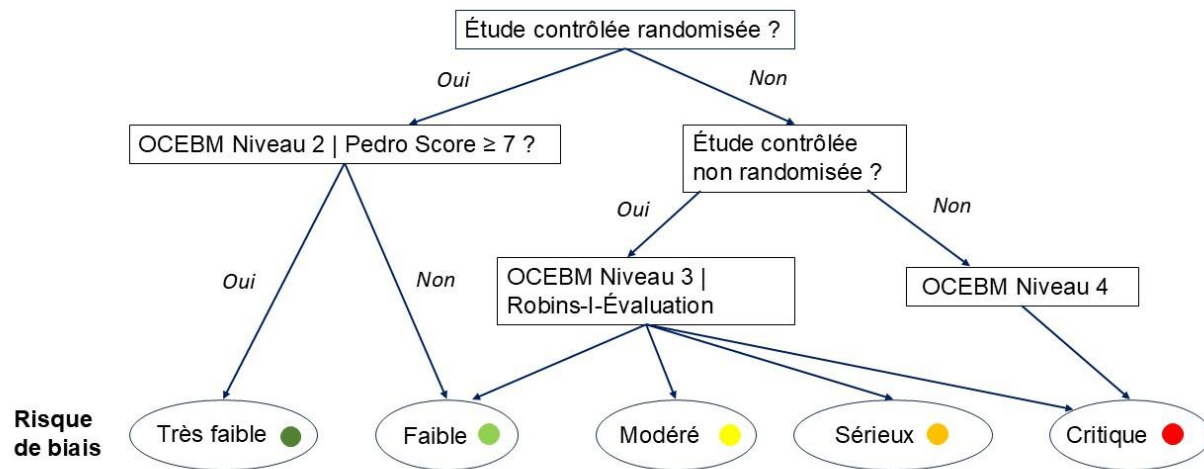 Étude contrôlée randomisée ?
Oui
Non
OCEBM Niveau 2 | Pedro Score ≥ 7 ?
Étude contrôlée
non randomisée ?
Oui
Non
Oui
Non
OCEBM Niveau 3 |
Robins-I-Évaluation
OCEBM Niveau 4
Risque
de biais
Très faible
Faible
Modéré
Sérieux
Critique